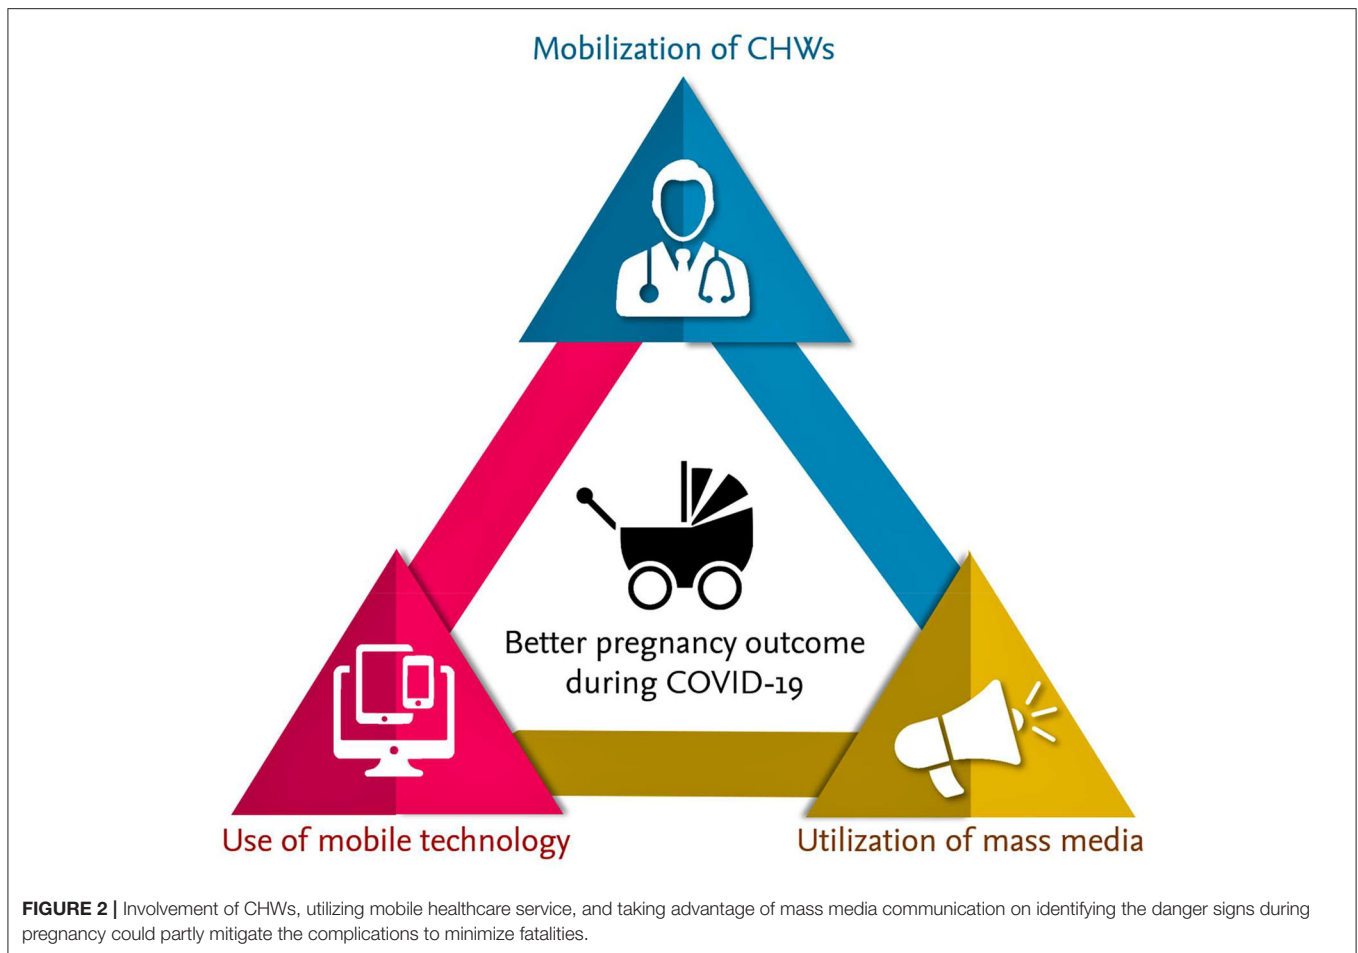 Mobilization of CHWs
Better pregnancy outcome
during COVID-19
Use of mobile technology
Utilization of mass media
FIGURE 2 | Involvement of CHWs, utilizing mobile healthcare service, and taking advantage of mass media communication on identifying the danger signs during
pregnancy could partly mitigate the complications to minimize fatalities.